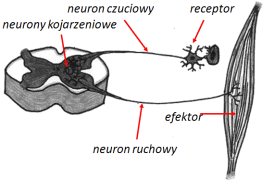 neuron czuciowy
receptor
neurony kojarzeniowe
efektor
neuron ruchowy